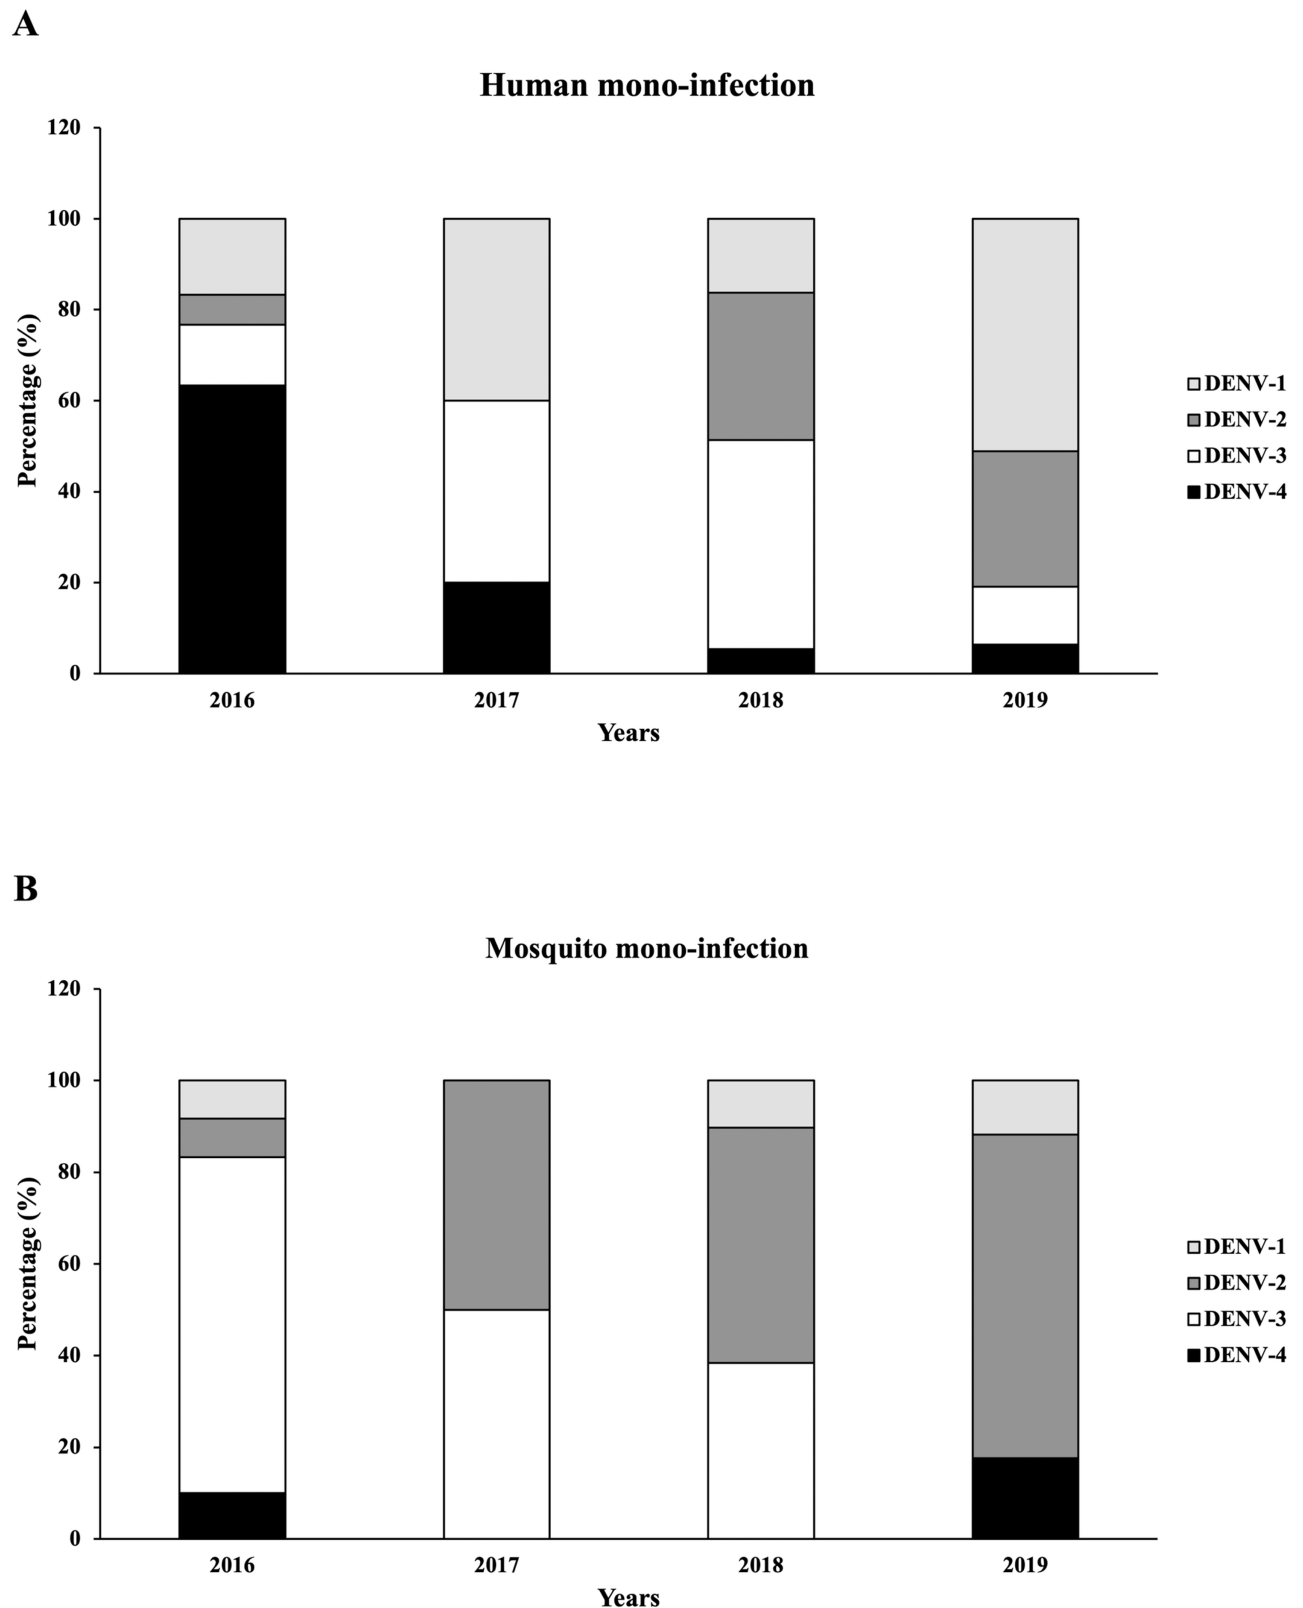 A
Human mono-infection
120
100
80
60
40
20
0
Percentage (%)
2016 2017 2018 2019
Years
DENV-1
DENV-2
DENV-3
DENV-4
B
Mosquito mono-infection
120
100
80
60
40
20
0
Percentage (%)
2016 2017 2018 2019
Years
DENV-1
DENV-2
DENV-3
DENV-4